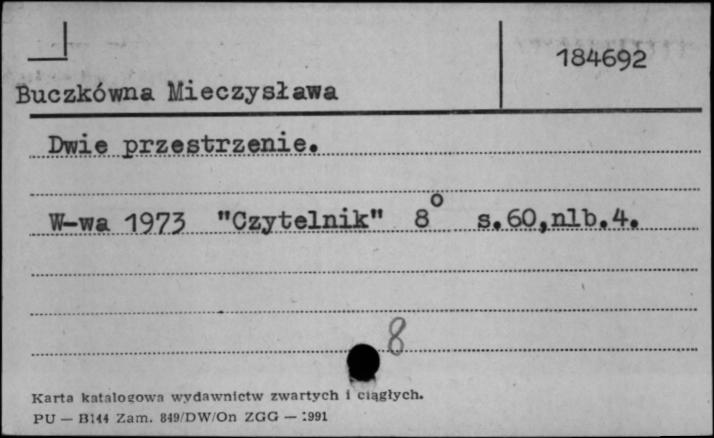 184692
Buczkówna Mieczysława
Dwie przestrzenie.
W-wa 1973 "Czytelnik" 8° s.60,nlb.4.
8
Karta katalogowa wydawnictw zwartych i ciągłych.
PU — B144 Zam. 849/DW/On ZGG — 1991